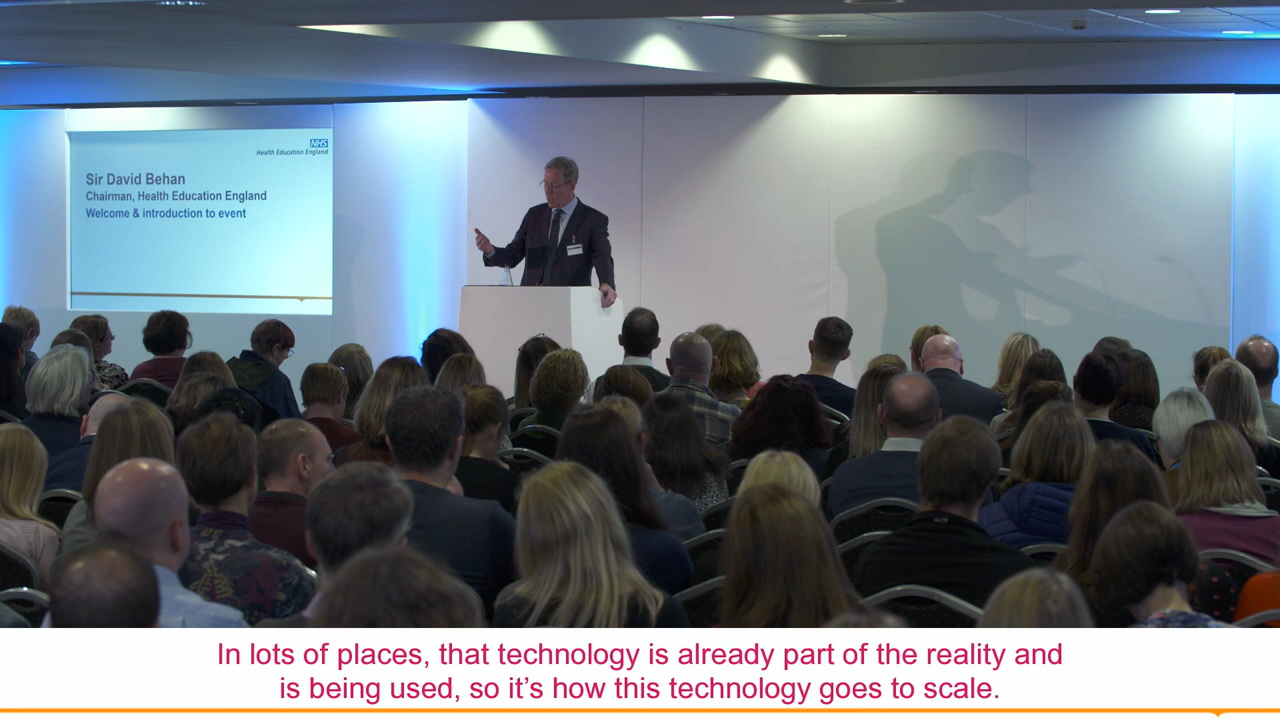 NHS
Health Education England
Sir David Behan
Chairman, Health Education England
Welcome & introduction to event
In lots of places, that technology is already part of the reality and
is being used, so it’s how this technology goes to scale.